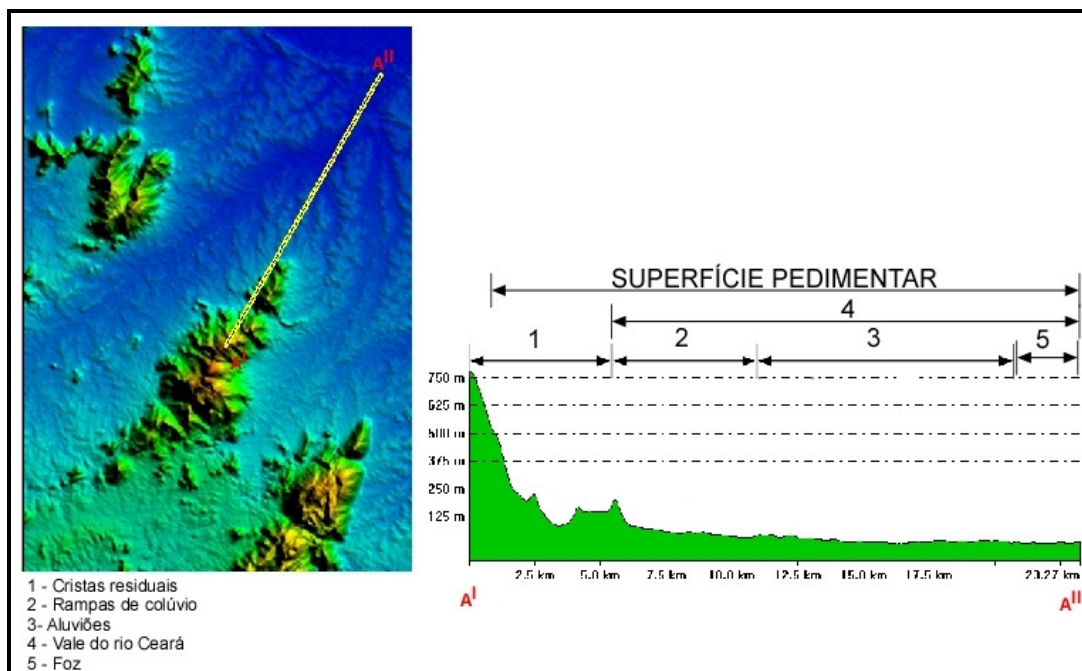 A^II
A^I
1 - Cristas residuais
2 - Rampas de colúvio
3- Aluviões
4 - Vale do rio Ceará
5 - Foz
SUPERFÍCIE PEDIMENTAR
4
1 2 3 5
750 m
625 m
500 m
375 m
250 m
125 m
2.5 km 5.0 km 7.5 km 10.0 km 12.5 km 15.0 km 17.5 km 23.27 km
A^I A^II